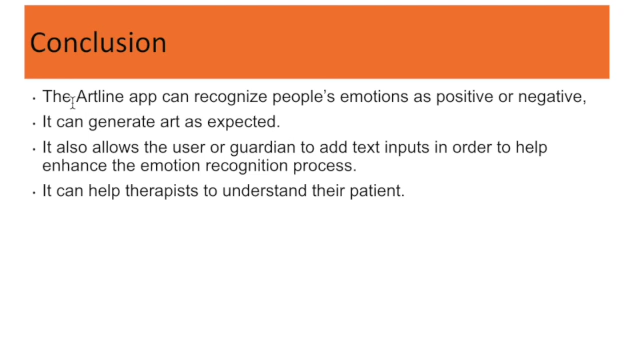 Conclusion
• The Artline app can recognize people's emotions as positive or negative,
• It can generate art as expected.
• It also allows the user or guardian to add text inputs in order to help
enhance the emotion recognition process.
• It can help therapists to understand their patient.